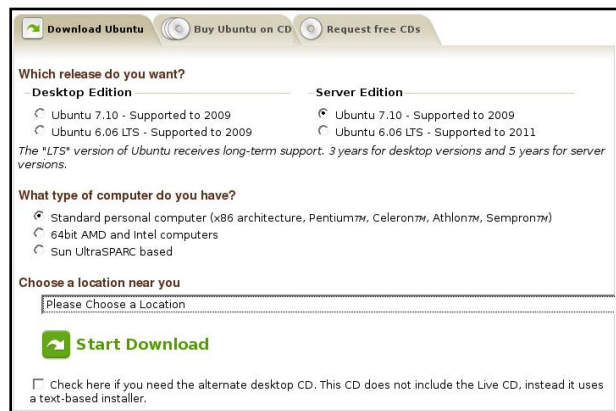 Download Ubuntu Buy Ubuntu on CD Request free CDs
Which release do you want?
Desktop Edition Server Edition
Ubuntu 7.10 - Supported to 2009 Ubuntu 7.10 - Supported to 2009
Ubuntu 6.06 LTS - Supported to 2009 Ubuntu 6.06 LTS - Supported to 2011
The "LTS" version of Ubuntu receives long-term support. 3 years for desktop versions and 5 years for server
versions.
What type of computer do you have?
Standard personal computer (x86 architecture, Pentium™, Celeron™, Athlon™, Sempron™)
64bit AMD and Intel computers
Sun UltraSPARC based
Choose a location near you
Please Choose a Location
Start Download
Check here if you need the alternate desktop CD. This CD does not include the Live CD, instead it uses
a text-based installer.